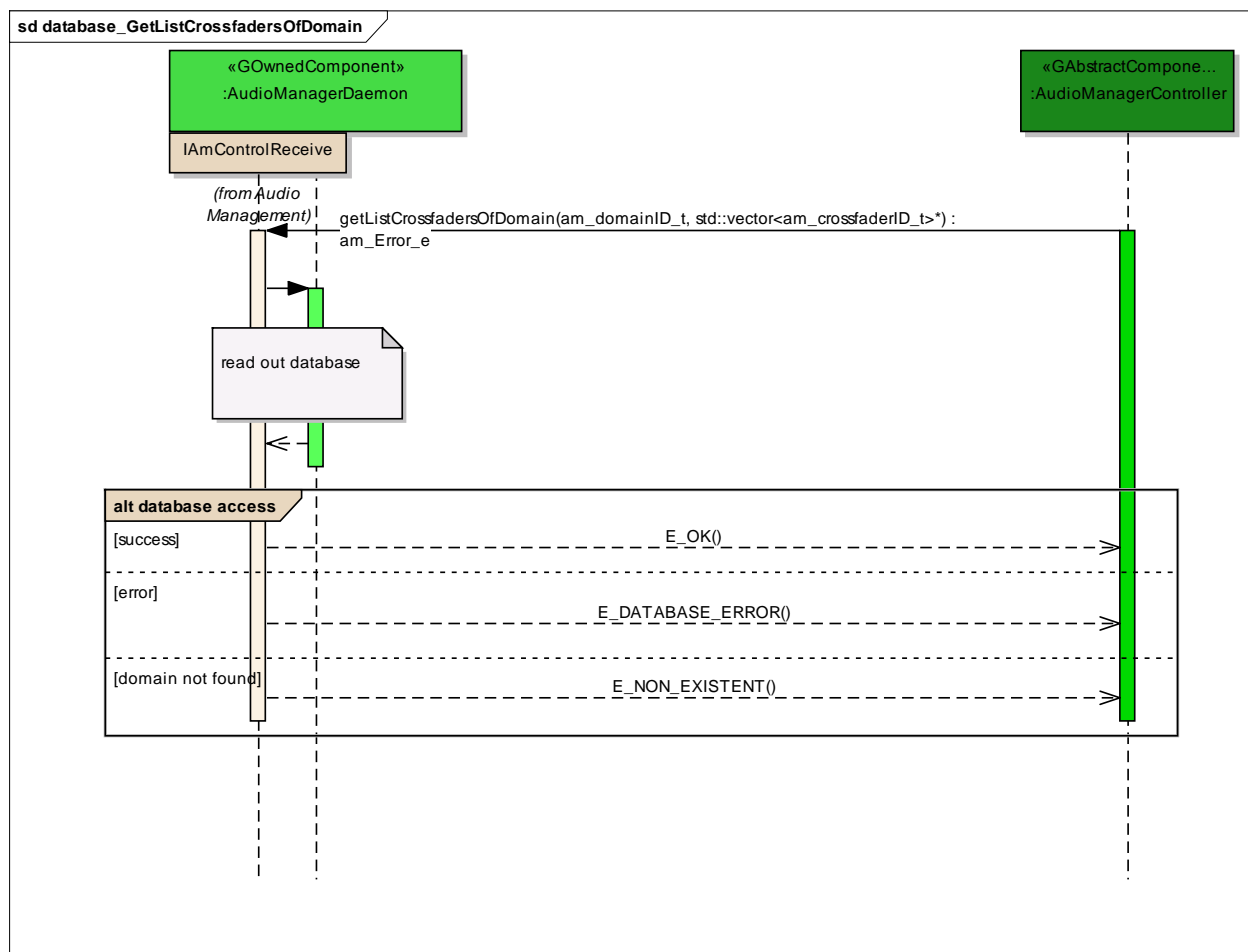 sd database_GetListCrossfadersOfDomain
«GOwnedComponent»
:AudioManagerDaemon
«GAbstractCompone...
:AudioManagerController
IAmControlReceive
(from Audio
Management)
getListCrossfadersOfDomain(am_domainID_t, std::vector<am_crossfaderID_t>*) :
am_Error_e
read out database
alt database access
[success]
E_OK()
[error]
E_DATABASE_ERROR()
[domain not found]
E_NON_EXISTENT()